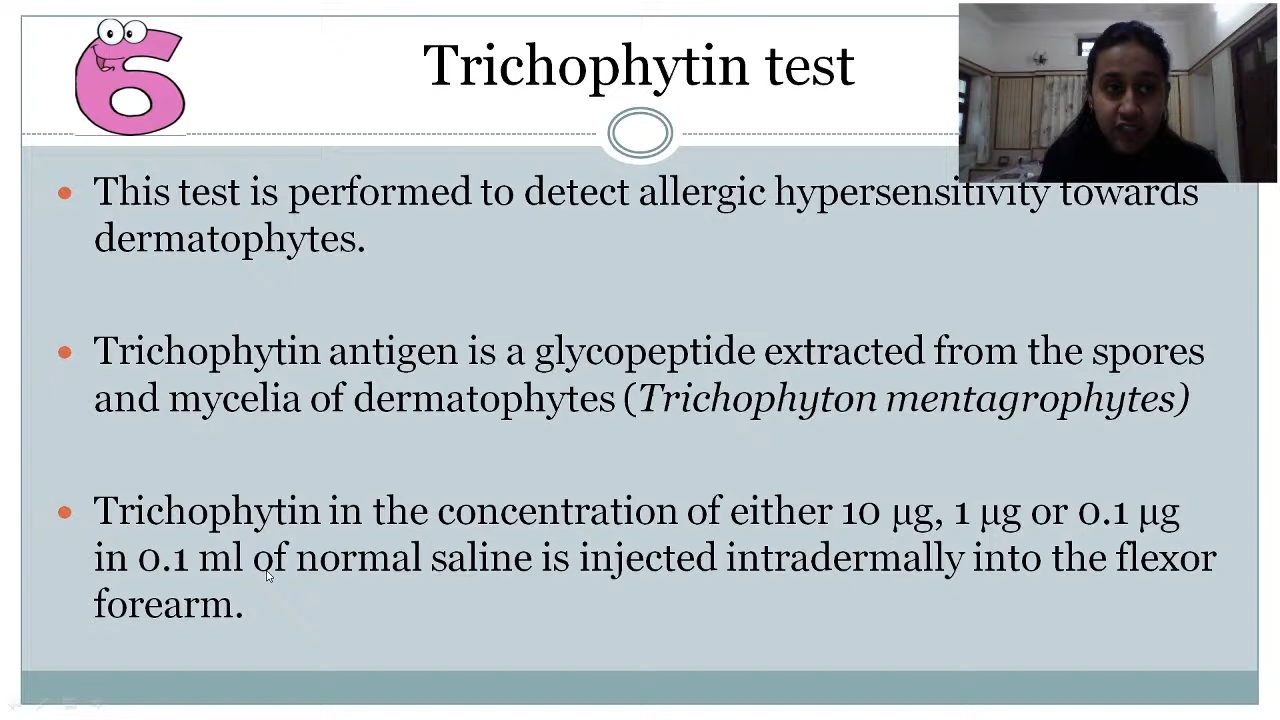 6
Trichophytin test
This test is performed to detect allergic hypersensitivity towards
dermatophytes.
Trichophytin antigen is a glycopeptide extracted from the spores
and mycelia of dermatophytes (Trichophyton mentagrophytes)
Trichophytin in the concentration of either 10 µg, 1 µg or 0.1 µg
in 0.1 ml of normal saline is injected intradermally into the flexor
forearm.